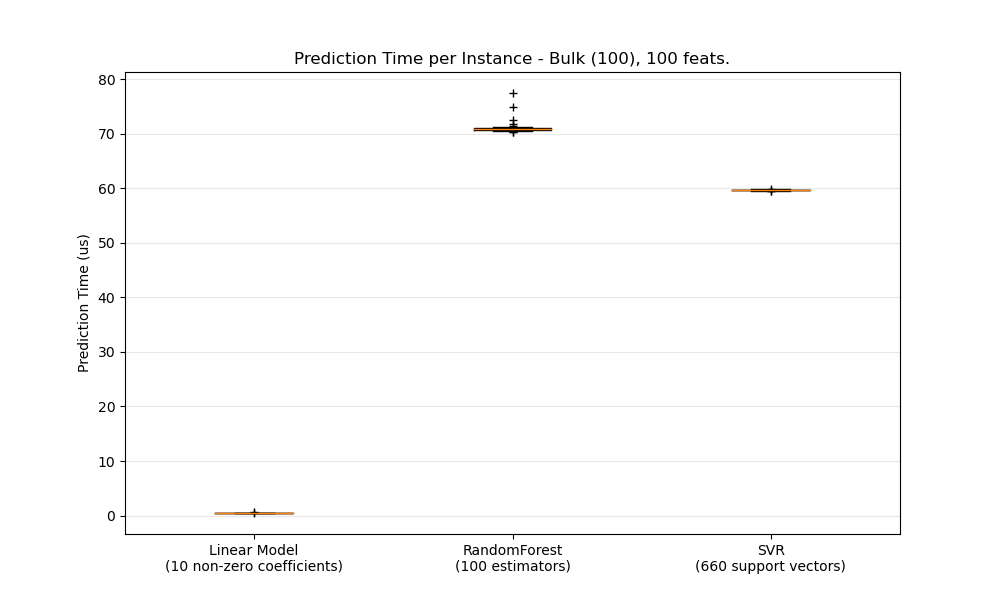 Prediction Time per Instance - Bulk (100), 100 feats.
80
70
60
50
40
30
20
10
0
Prediction Time (us)
Linear Model
(10 non-zero coefficients)
RandomForest
(100 estimators)
SVR
(660 support vectors)